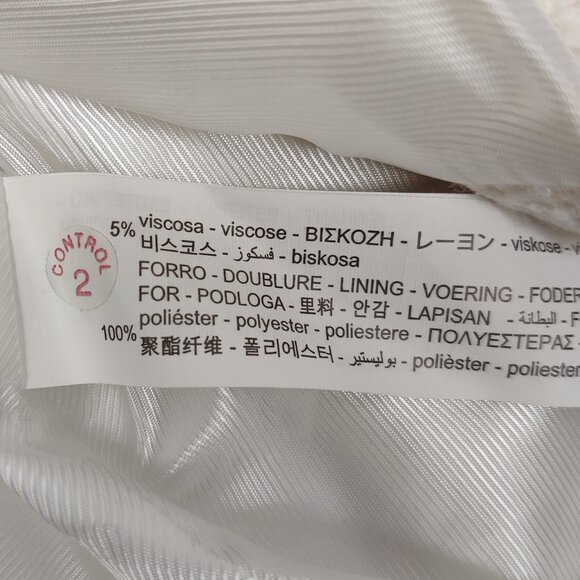 CONTROL
2
5% viscosa - viscose - ΒΙΣΚΟΖΗ - レーヨン - viskose -
비스코스 - فسكوز - biskosa
FORRO - DOUBLURE - LINING - VOERING - FODER
FOR - PODLOGA - 里料 - 안감 - LAPISAN - البطانة - F
100% poliéster - polyester - poliestere - ΠΟΛΥΕΣΤΕΡΑΣ -
聚酯纤维 - 폴리에스터 - بوليستير - polièster - poliester